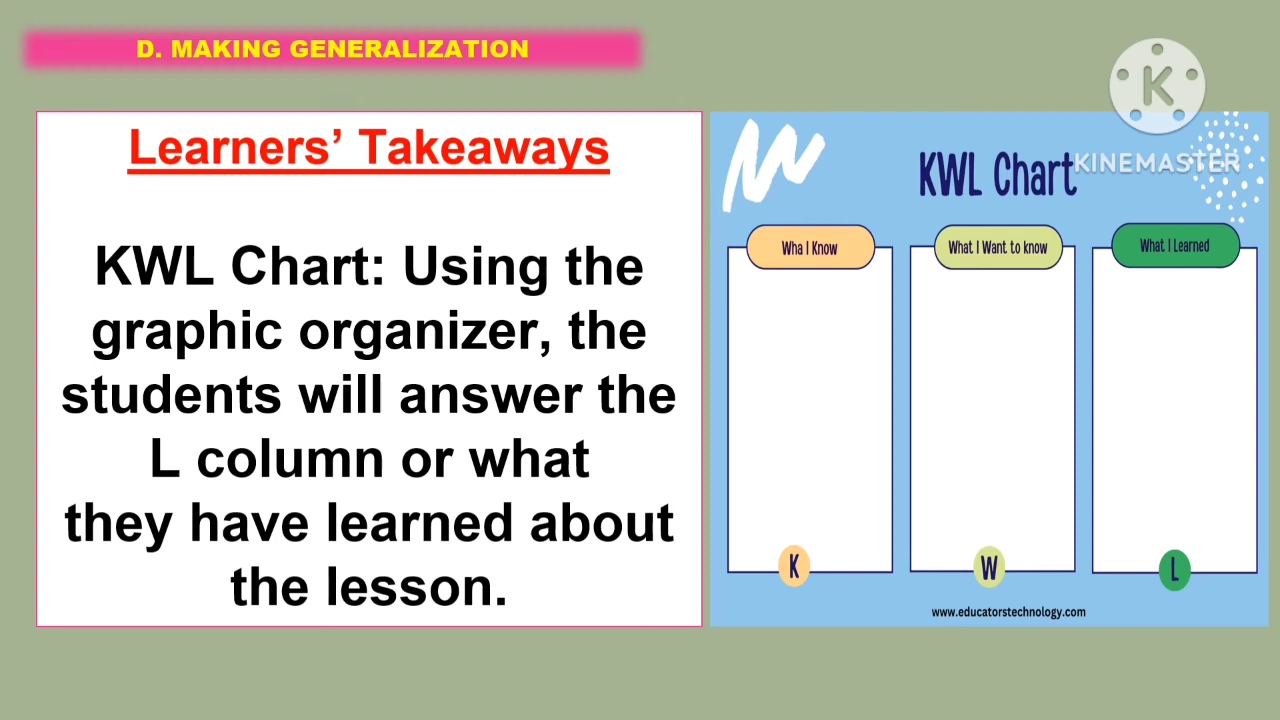 D. MAKING GENERALIZATION
Learners’ Takeaways
KWL Chart: Using the
graphic organizer, the
students will answer the
L column or what
they have learned about
the lesson.
K
KINEMASTER
KWL Chart
Wha I Know
What I Want to know
What I Learned
K
W
L
www.educatorstechnology.com